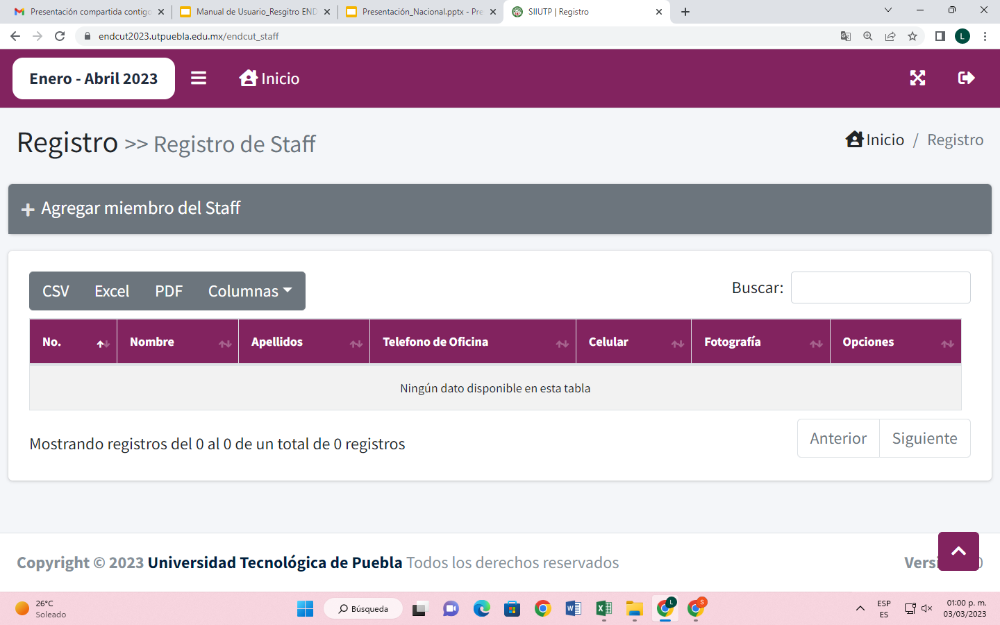 Presentación compartida contigo
Manual de Usuario_Resgitro END
Presentación_Nacional.pptx - Pre
SIIUTP | Registro
endcut2023.utpuebla.edu.mx/endcut_staff
L
Enero - Abril 2023
Inicio
Registro >> Registro de Staff
Inicio / Registro
+ Agregar miembro del Staff
CSV Excel PDF Columnas
Buscar:
No. Nombre Apellidos Telefono de Oficina Celular Fotografía Opciones
Ningún dato disponible en esta tabla
Mostrando registros del 0 al 0 de un total de 0 registros
Anterior Siguiente
Copyright © 2023 Universidad Tecnológica de Puebla Todos los derechos reservados
26°C
Soleado
Búsqueda
L
S
ESP
ES
01:00 p. m.
03/03/2023